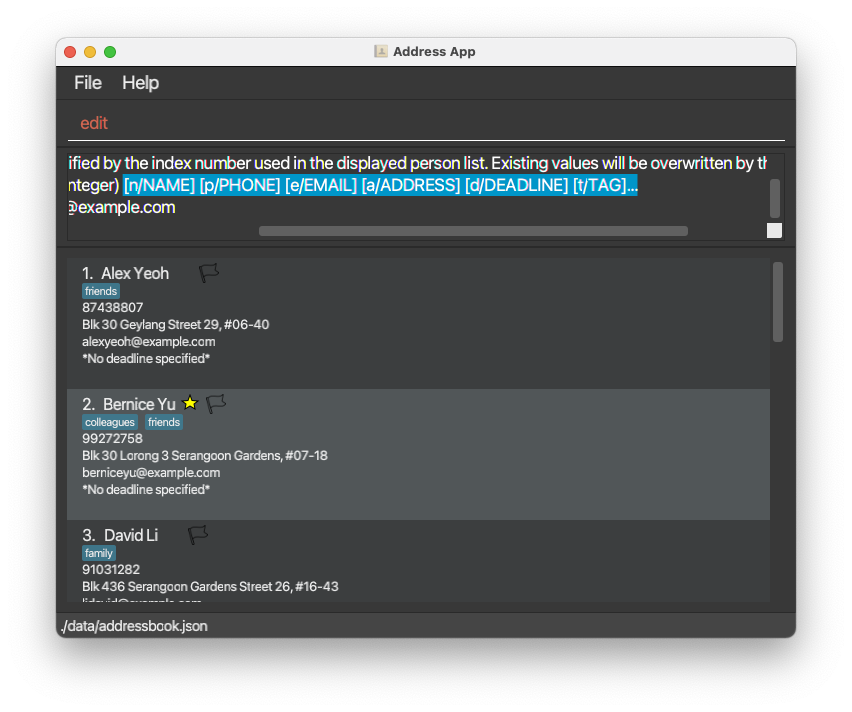 Address App
File Help
edit
ified by the index number used in the displayed person list. Existing values will be overwritten by th
nteger) [n/NAME] [p/PHONE] [e/EMAIL] [a/ADDRESS] [d/DEADLINE] [t/TAG]...
@example.com
1. Alex Yeoh
friends
87438807
Blk 30 Geylang Street 29, #06-40
alexyeoh@example.com
*No deadline specified*
2. Bernice Yu
colleagues friends
99272758
Blk 30 Lorong 3 Serangoon Gardens, #07-18
berniceyu@example.com
*No deadline specified*
3. David Li
family
91031282
Blk 436 Serangoon Gardens Street 26, #16-43
lidavid@example.com
./data/addressbook.json